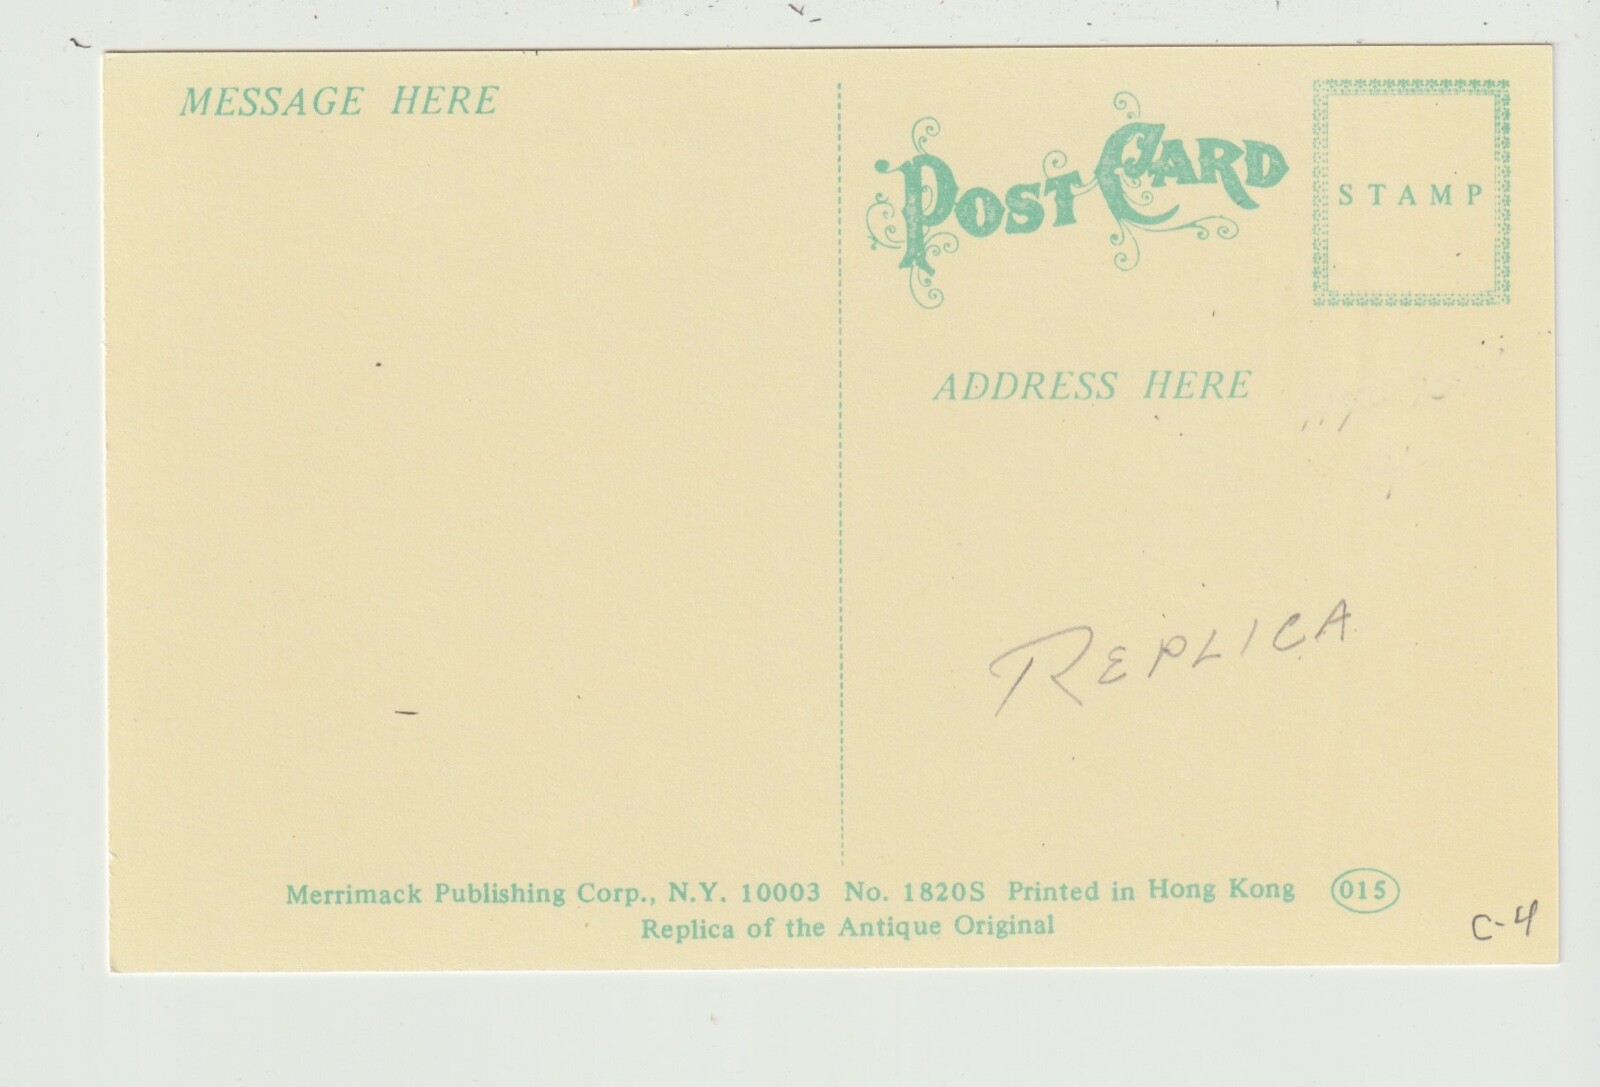 MESSAGE HERE
POST CARD
STAMP
ADDRESS HERE
REPLICA
Merrimack Publishing Corp., N.Y. 10003 No. 1820S Printed in Hong Kong 015
Replica of the Antique Original
C-4